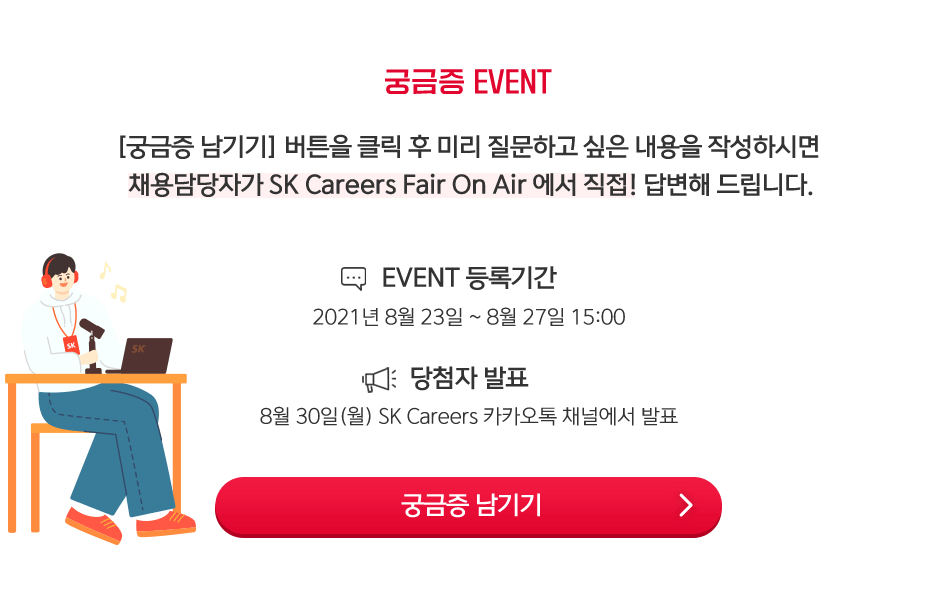 궁금증 EVENT
[궁금증 남기기] 버튼을 클릭 후 미리 질문하고 싶은 내용을 작성하시면
채용담당자가 SK Careers Fair On Air 에서 직접! 답변해 드립니다.
EVENT 등록기간
2021년 8월 23일 ~ 8월 27일 15:00
SK
SK
당첨자 발표
8월 30일(월) SK Careers 카카오톡 채널에서 발표
궁금증 남기기